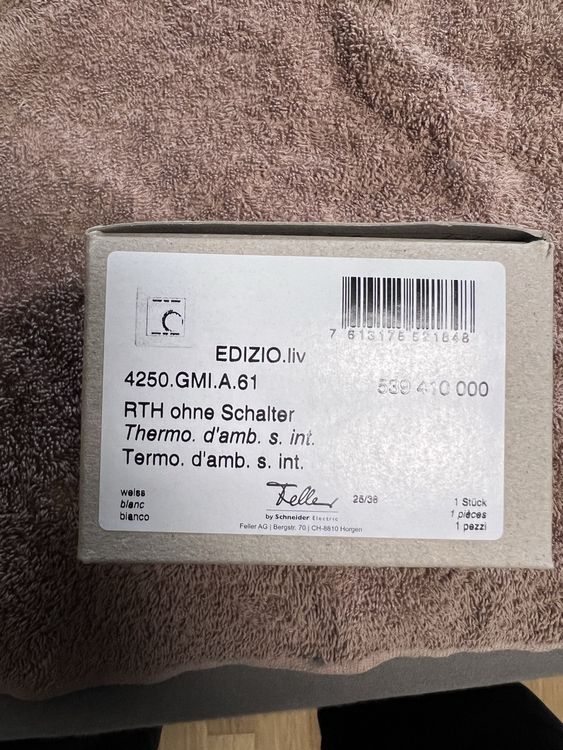 7 613175 521848
EDIZIO.liv
4250.GMI.A.61
539 410 000
RTH ohne Schalter
Thermo. d'amb. s. int.
Termo. d'amb. s. int.
weiss
blanc
bianco
Feller
by Schneider Electric
Feller AG | Bergstr. 70 | CH-8810 Horgen
25/36
1 Stück
1 pièces
1 pezzi